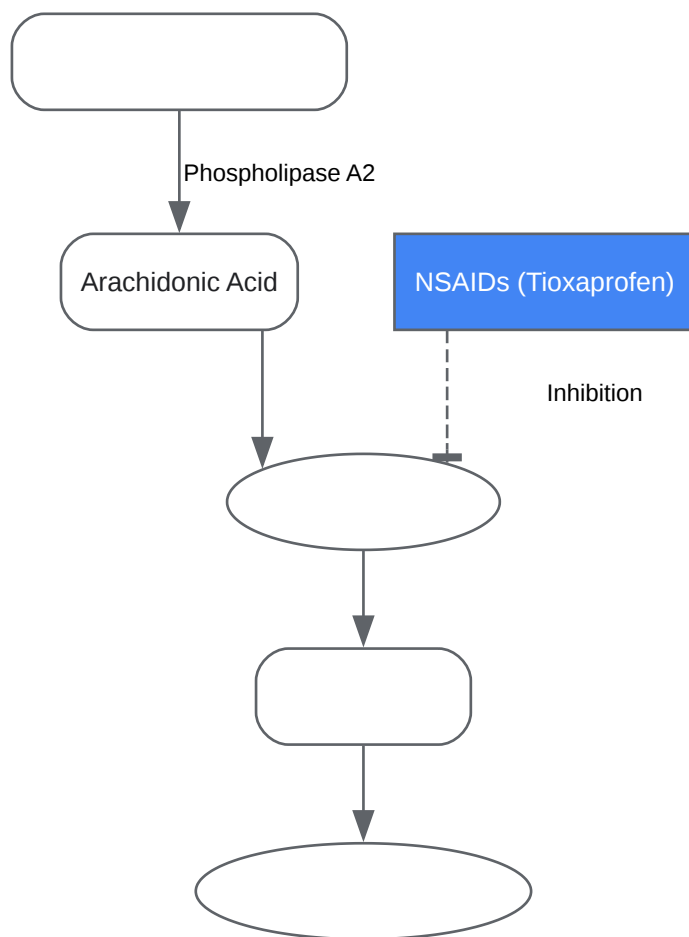 Phospholipase A2
Arachidonic Acid
NSAIDs (Tioxaprofen)
Inhibition